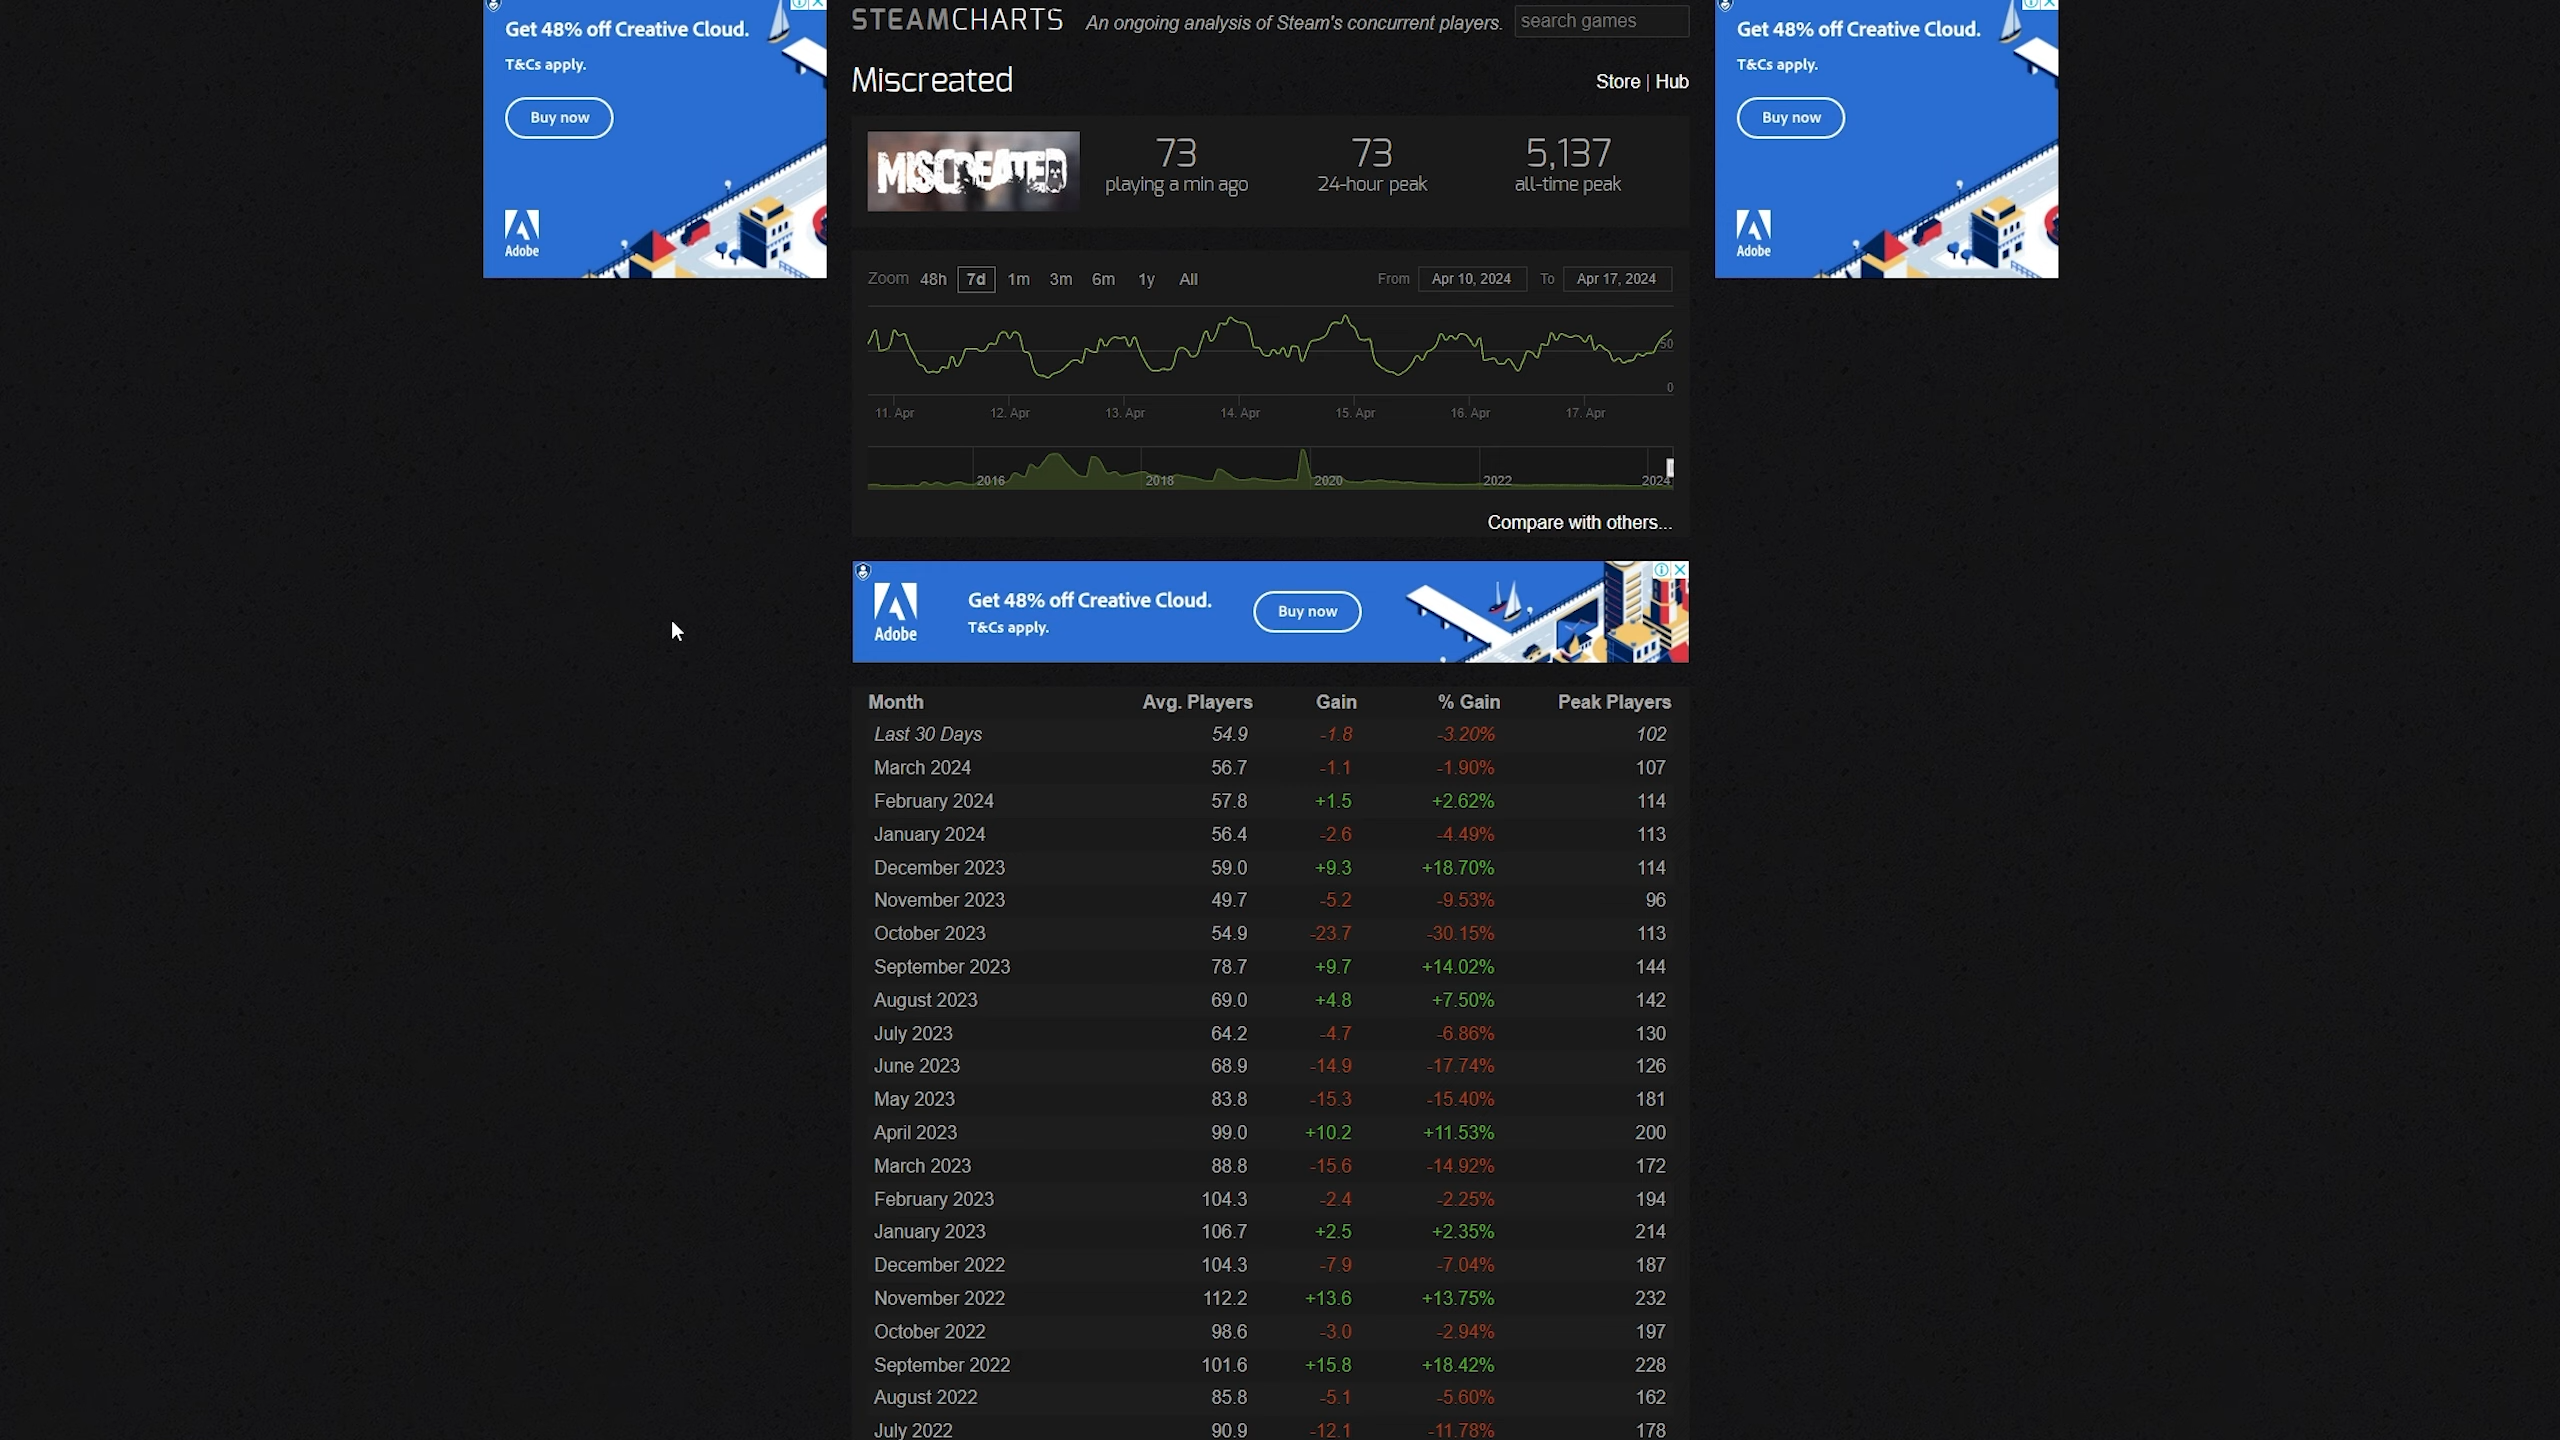 Get 48% off Creative Cloud.
T&Cs apply.
Buy now
Adobe
STEAMCHARTS An ongoing analysis of Steam's concurrent players. search games
Get 48% off Creative Cloud.
T&Cs apply.
Buy now
Adobe
Miscreated Store | Hub
MISCREATED
73 73 5,137
playing a min ago 24-hour peak all-time peak
Zoom 48h 7d 1m 3m 6m 1y All From Apr 10, 2024 To Apr 17, 2024
50
0
11. Apr 12. Apr 13. Apr 14. Apr 15. Apr 16. Apr 17. Apr
2016 2018 2020 2022 2024
Compare with others...
Adobe
Get 48% off Creative Cloud.
T&Cs apply.
Buy now
Month Avg. Players Gain % Gain Peak Players
Last 30 Days 54.9 -1.8 -3.20% 102
March 2024 56.7 -1.1 -1.90% 107
February 2024 57.8 +1.5 +2.62% 114
January 2024 56.4 -2.6 -4.49% 113
December 2023 59.0 +9.3 +18.70% 114
November 2023 49.7 -5.2 -9.53% 96
October 2023 54.9 -23.7 -30.15% 113
September 2023 78.7 +9.7 +14.02% 144
August 2023 69.0 +4.8 +7.50% 142
July 2023 64.2 -4.7 -6.86% 130
June 2023 68.9 -14.9 -17.74% 126
May 2023 83.8 -15.3 -15.40% 181
April 2023 99.0 +10.2 +11.53% 200
March 2023 88.8 -15.6 -14.92% 172
February 2023 104.3 -2.4 -2.25% 194
January 2023 106.7 +2.5 +2.35% 214
December 2022 104.3 -7.9 -7.04% 187
November 2022 112.2 +13.6 +13.75% 232
October 2022 98.6 -3.0 -2.94% 197
September 2022 101.6 +15.8 +18.42% 228
August 2022 85.8 -5.1 -5.60% 162
July 2022 90.9 -12.1 -11.78% 178